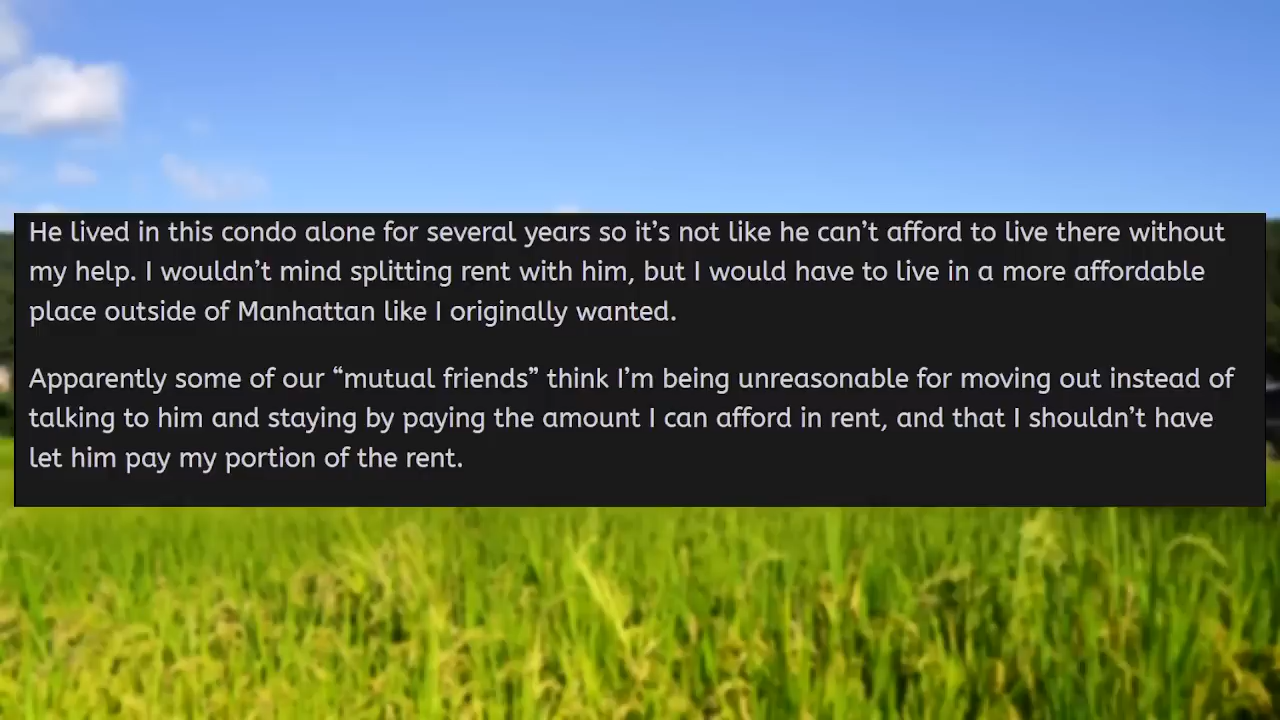 He lived in this condo alone for several years so it’s not like he can’t afford to live there without
my help. I wouldn’t mind splitting rent with him, but I would have to live in a more affordable
place outside of Manhattan like I originally wanted.
Apparently some of our “mutual friends” think I’m being unreasonable for moving out instead of
talking to him and staying by paying the amount I can afford in rent, and that I shouldn’t have
let him pay my portion of the rent.